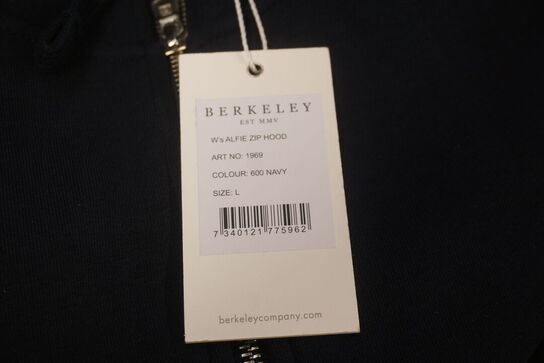 BERKELEY
EST MMV
W's ALFIE ZIP HOOD
ART NO: 1969
COLOUR: 600 NAVY
SIZE: L
7 340121 775962
berkeleycompany.com